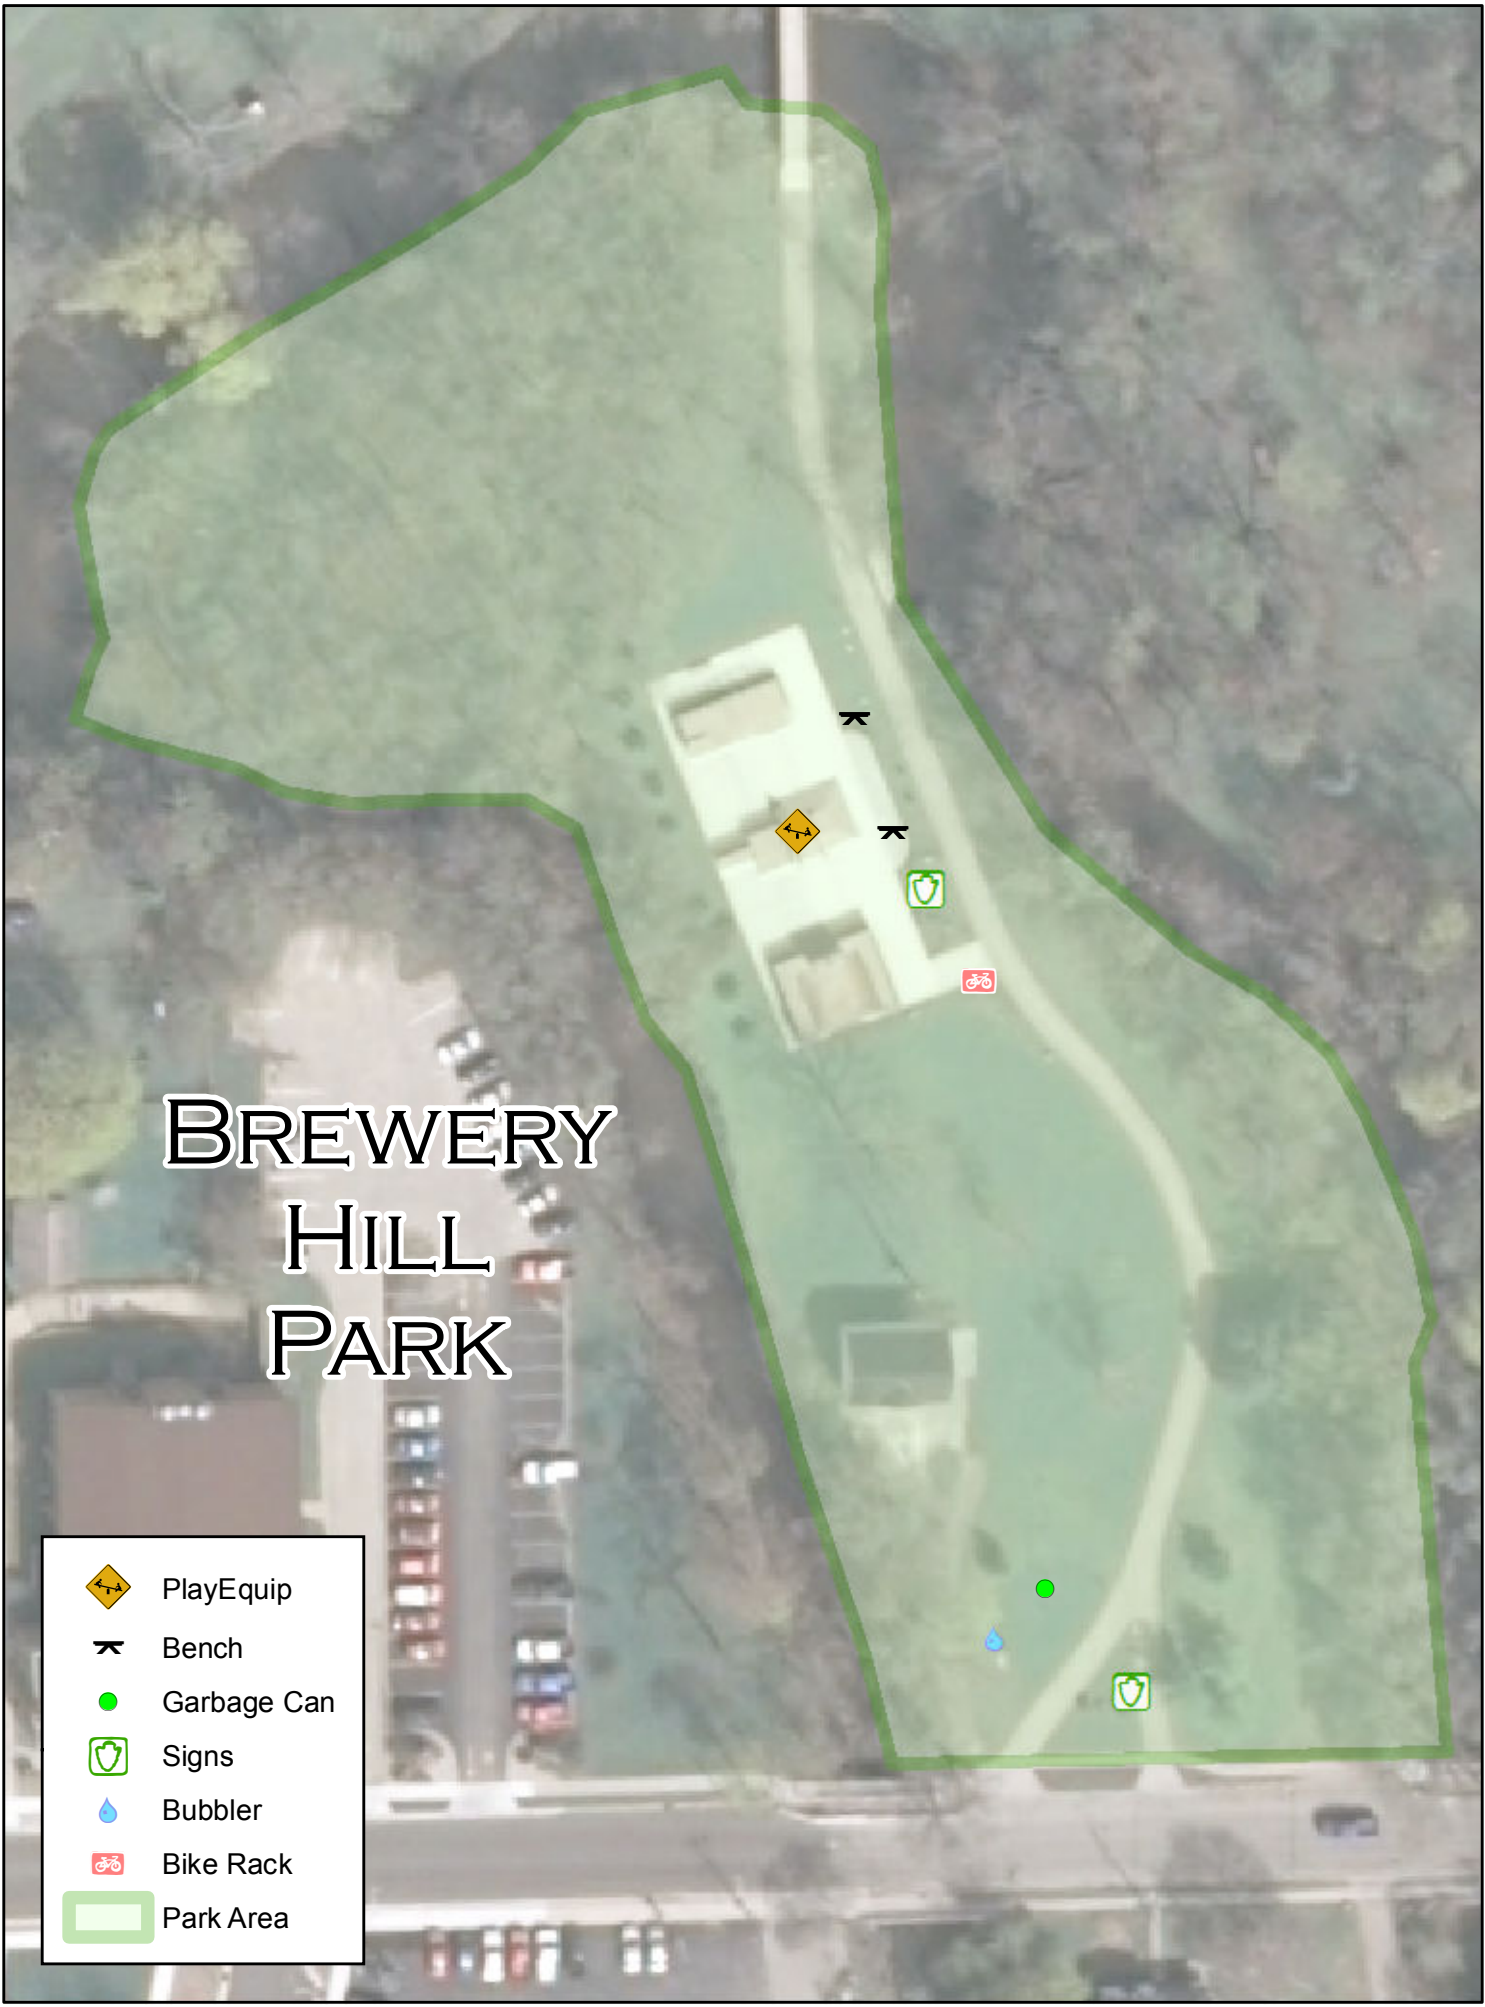 BREWERY
HILL
PARK
PlayEquip
Bench
Garbage Can
Signs
Bubbler
Bike Rack
Park Area